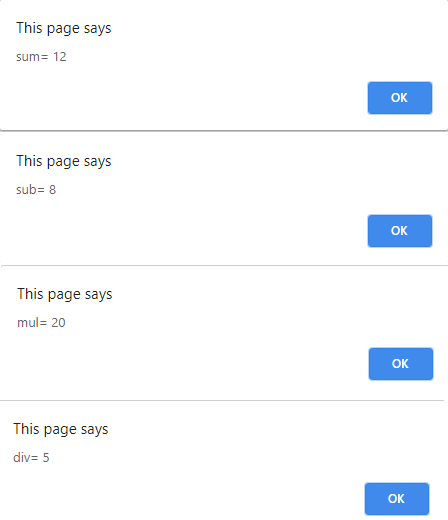 This page says
sum= 12
OK
This page says
sub= 8
OK
This page says
mul= 20
OK
This page says
div= 5
OK